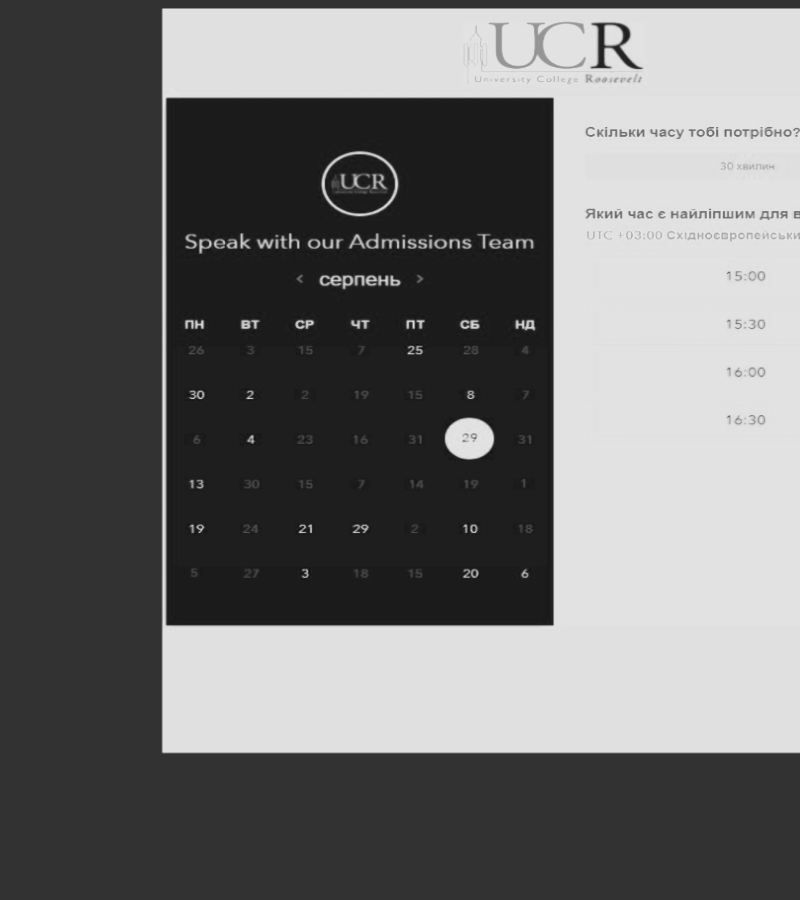 UCR
University College Roosevelt
UCR
Speak with our Admissions Team
< серпень >
ПН ВТ СР ЧТ ПТ СБ НД
26 3 15 7 25 28 4
30 2 2 19 15 8 7
6 4 23 16 31 29 31
13 30 15 7 14 19 1
19 24 21 29 2 10 18
5 27 3 18 15 20 6
Скільки часу тобі потрібно?
30 хвилин
Який час є найліпшим для
UTC +03:00
15:00
15:30
16:00
16:30